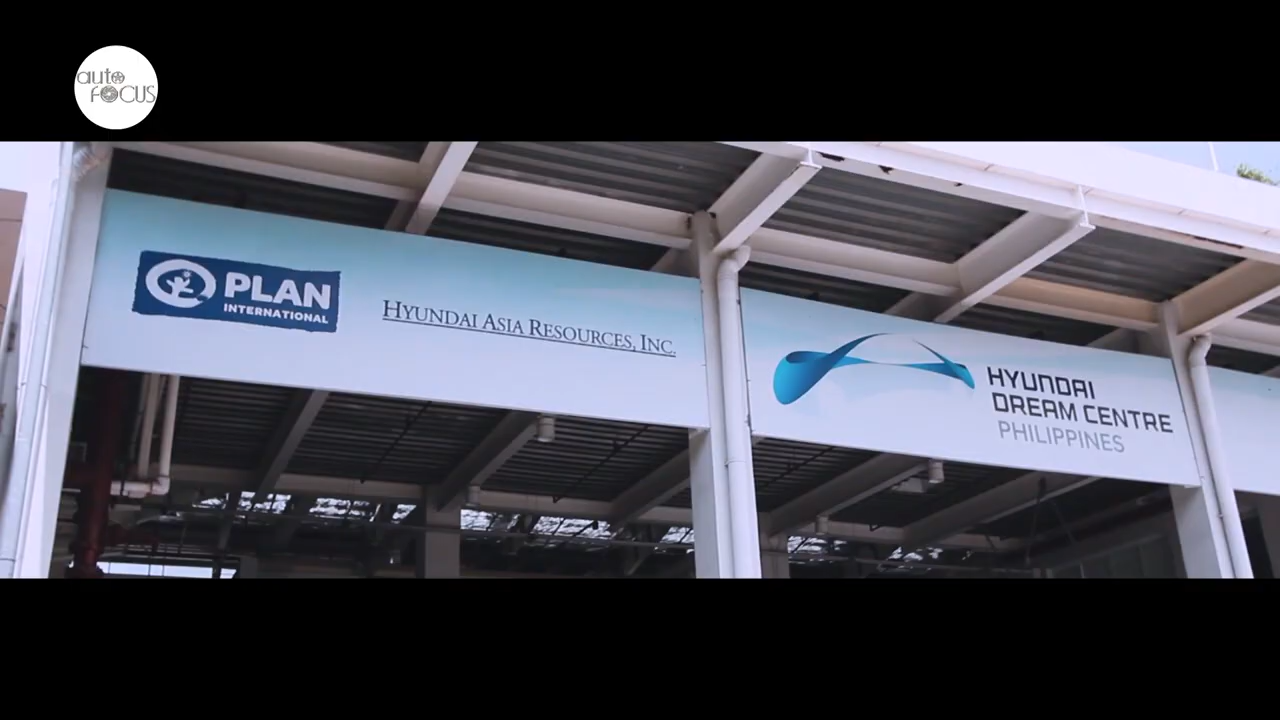 auto
FOCUS
PLAN
INTERNATIONAL
HYUNDAI ASIA RESOURCES, INC.
HYUNDAI
DREAM CENTRE
PHILIPPINES